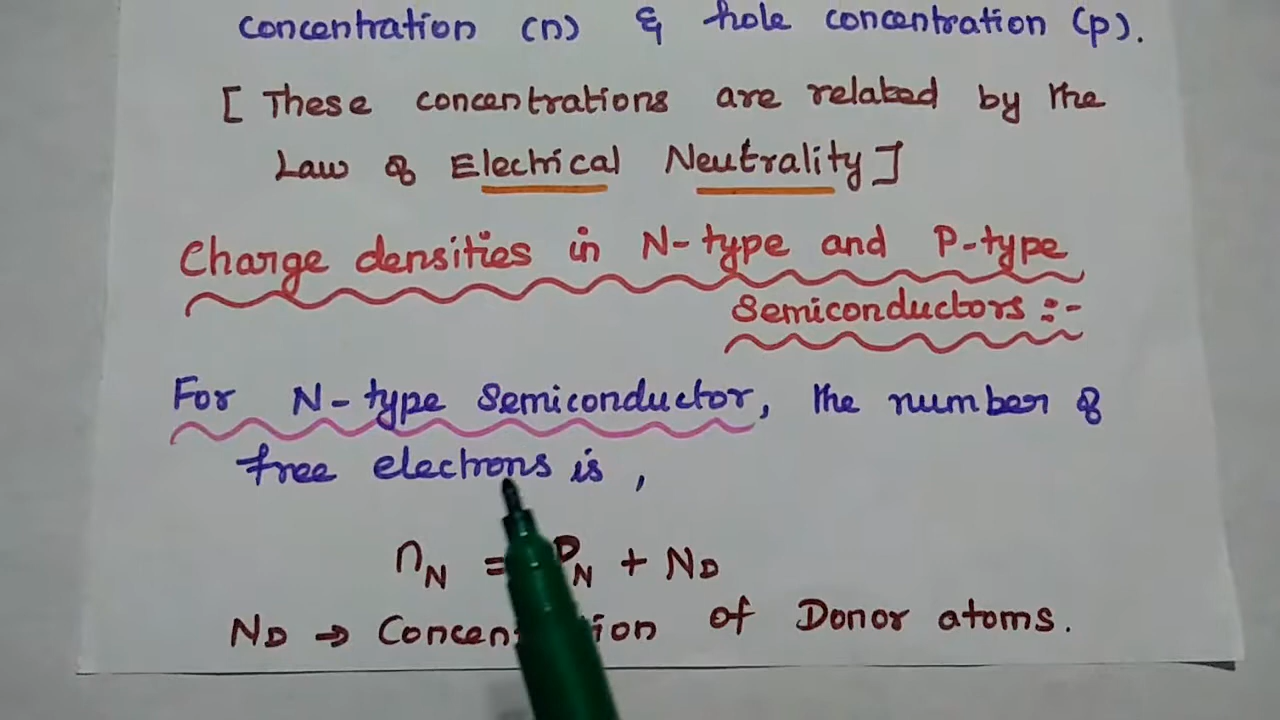 concentration (n) & hole concentration (p).
[ These concentrations are related by the
Law of Electrical Neutrality ]
Charge densities in N-type and P-type
Semiconductors :-
For N-type Semiconductor, the number of
free electrons is ,
nN = PN + ND
ND → Concentration of Donor atoms.